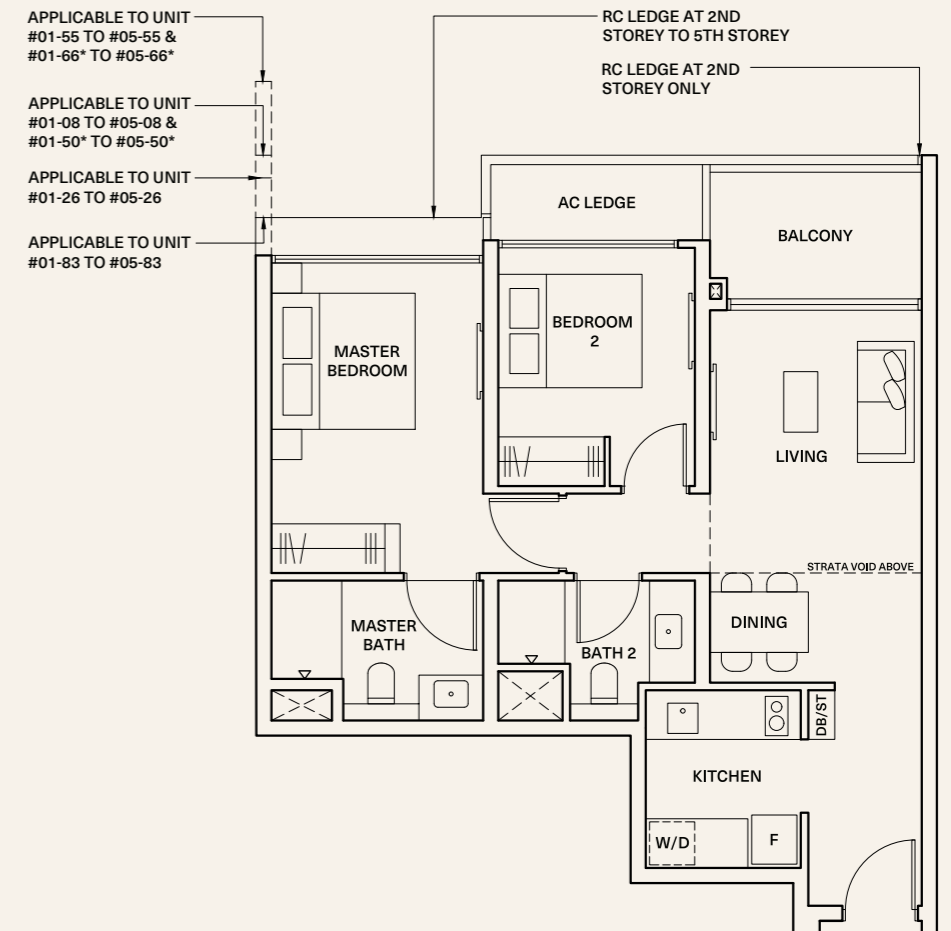 APPLICABLE TO UNIT
#01-55 TO #05-55 &
#01-66* TO #05-66*
APPLICABLE TO UNIT
#01-08 TO #05-08 &
#01-50* TO #05-50*
APPLICABLE TO UNIT
#01-26 TO #05-26
APPLICABLE TO UNIT
#01-83 TO #05-83
RC LEDGE AT 2ND
STOREY TO 5TH STOREY
RC LEDGE AT 2ND
STOREY ONLY
AC LEDGE
BALCONY
MASTER
BEDROOM
BEDROOM
2
LIVING
STRATA VOID ABOVE
MASTER
BATH
BATH 2
DINING
DB/ST
KITCHEN
W/D
F